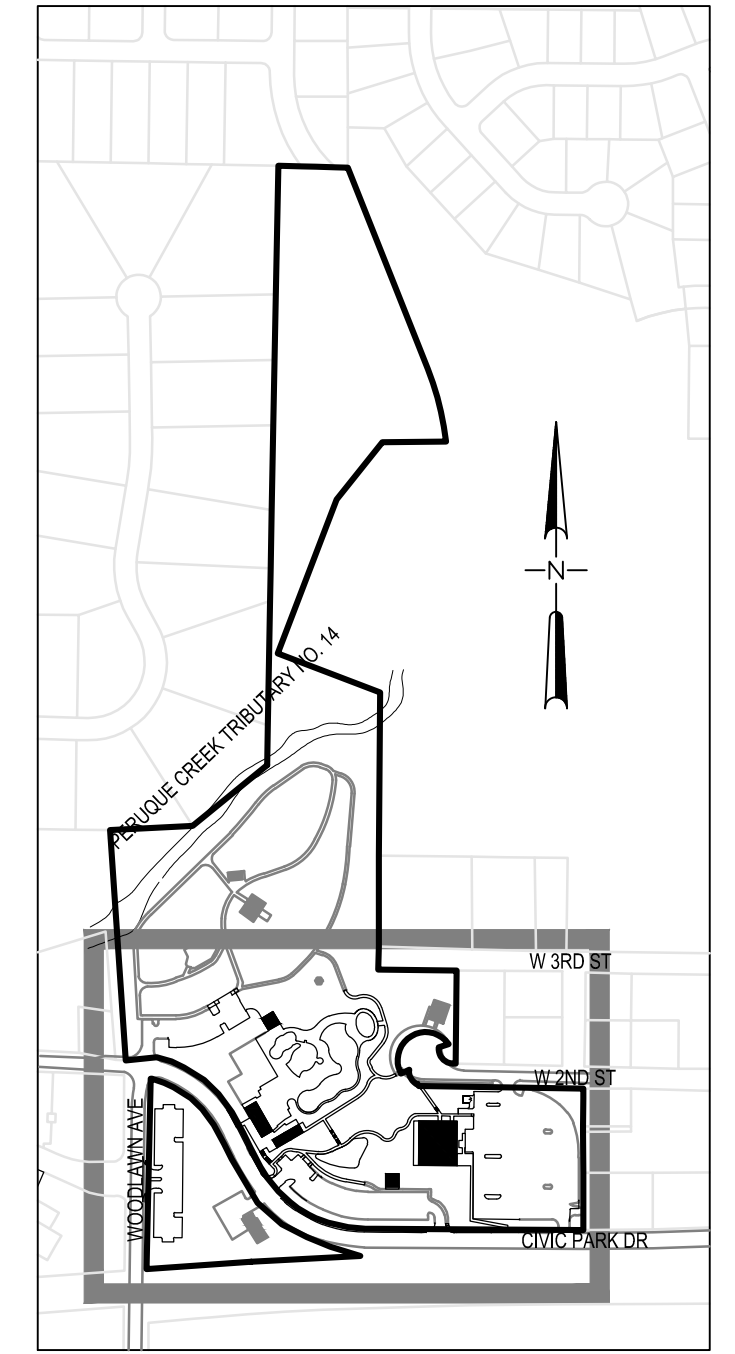 N
PERUQUE CREEK TRIBUTARY NO. 14
W 3RD ST
W 2ND ST
WOODLAWN AVE
CIVIC PARK DR